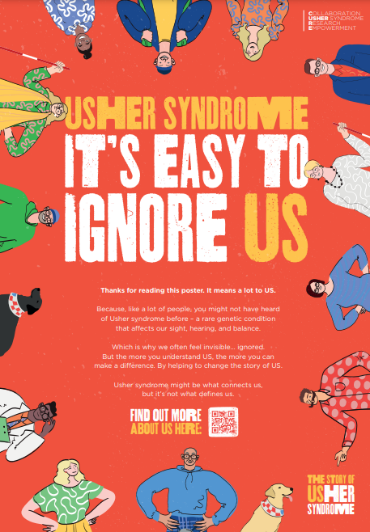 COLLABORATION
USHER SYNDROME
RESEARCH
EMPOWERMENT
USHER SYNDROME
IT'S EASY TO
IGNORE US
Thanks for reading this poster. It means a lot to US.
Because, like a lot of people, you might not have heard
of Usher syndrome before – a rare genetic condition
that affects our sight, hearing, and balance.
Which is why we often feel invisible... ignored.
But the more you understand US, the more you can
make a difference. By helping to change the story of US.
Usher syndrome might be what connects us,
but it's not what defines us.
FIND OUT MORE
ABOUT US HERE:
THE STORY OF
USHER
SYNDROME